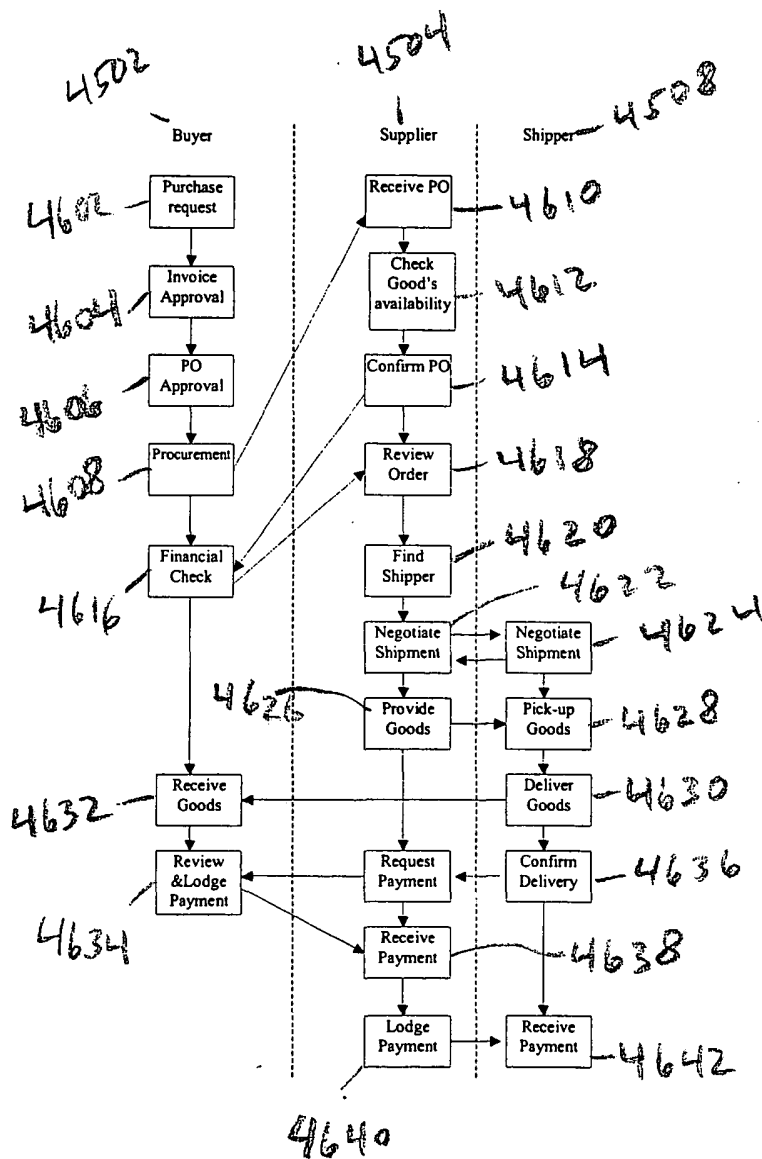 4502
4504
4508
Buyer
Supplier
Shipper
4602
Purchase
request
Receive PO
4610
4604
Invoice
Approval
Check
Good's
availability
4612
4606
PO
Approval
Confirm PO
4614
4608
Procurement
Review
Order
4618
4616
Financial
Check
Find
Shipper
4620
4622
Negotiate
Shipment
Negotiate
Shipment
4624
4626
Provide
Goods
Pick-up
Goods
4628
4632
Receive
Goods
Deliver
Goods
4630
4634
Review
&Lodge
Payment
Request
Payment
Confirm
Delivery
4636
Receive
Payment
4638
Lodge
Payment
Receive
Payment
4642
4640